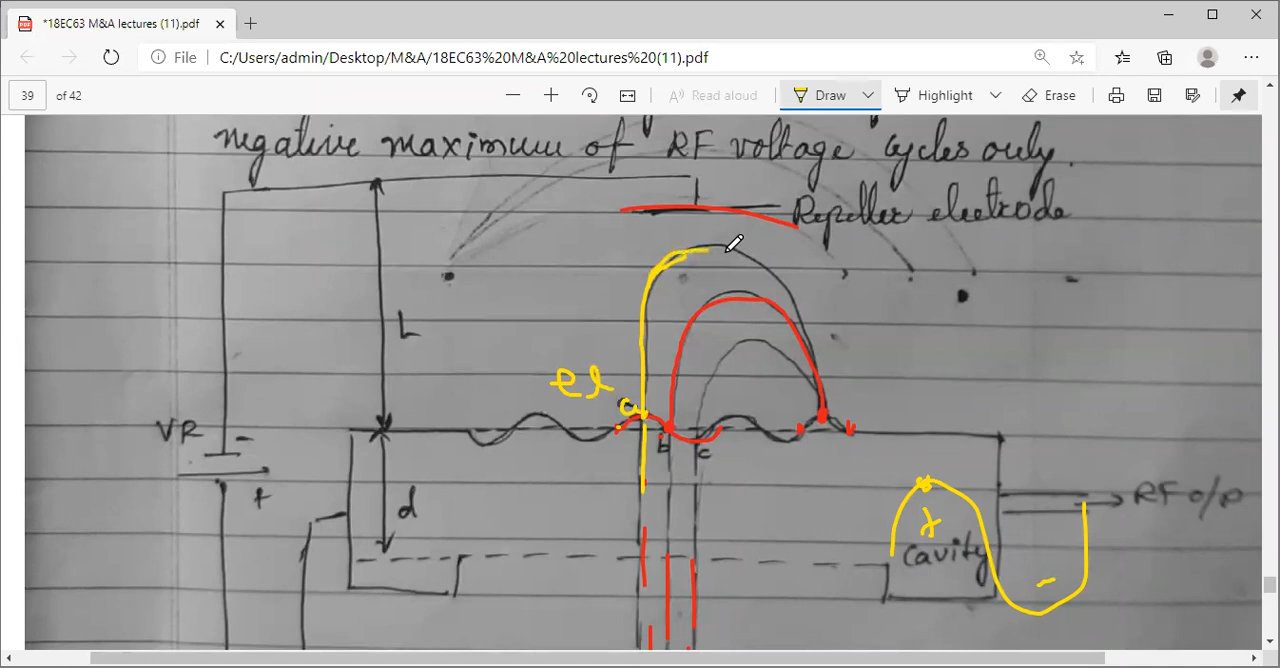 *18EC63 M&A lectures (11).pdf
File
C:/Users/admin/Desktop/M&A/18EC63%20M&A%20lectures%20(11).pdf
39 of 42
Read aloud
Draw
Highlight
Erase
negative maximum of "RF voltage" cycles only.
Repeller electrode
L
el a
VR
-
+
b c
d
RF o/p
+
cavity
-